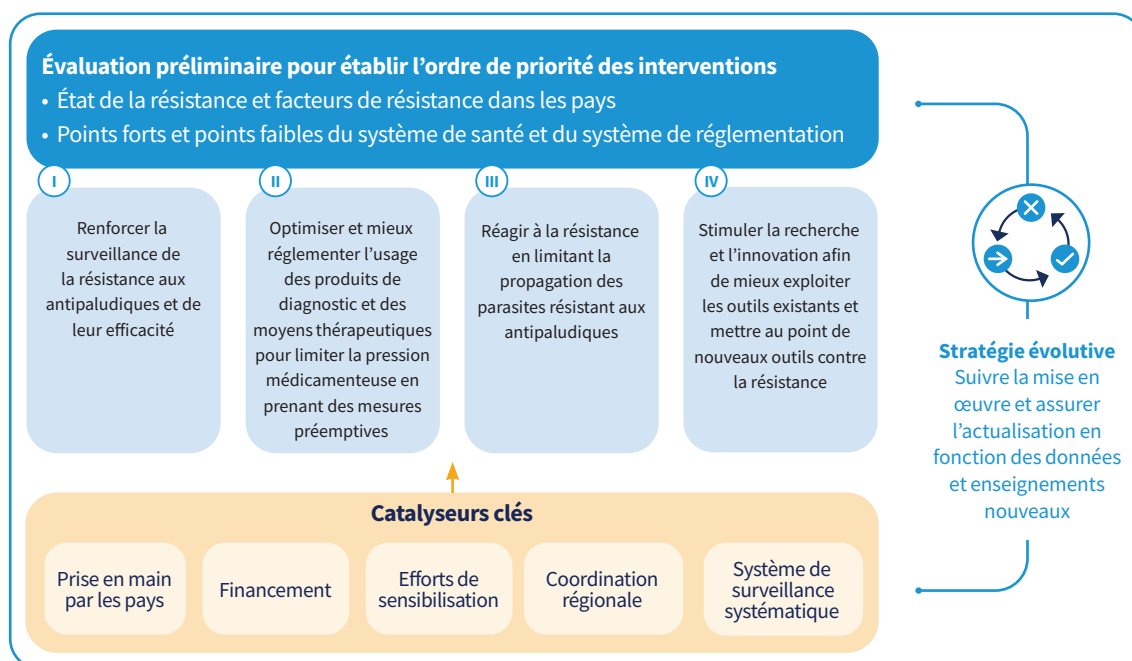 Évaluation préliminaire pour établir l’ordre de priorité des interventions
• État de la résistance et facteurs de résistance dans les pays
• Points forts et points faibles du système de santé et du système de réglementation
I
Renforcer la
surveillance de
la résistance aux
antipaludiques et de
leur efficacité
II
Optimiser et mieux
réglementer l’usage
des produits de
diagnostic et des
moyens thérapeutiques
pour limiter la pression
médicamenteuse en
prenant des mesures
préemptives
III
Réagir à la résistance
en limitant la
propagation des
parasites résistant aux
antipaludiques
IV
Stimuler la recherche
et l’innovation afin
de mieux exploiter
les outils existants et
mettre au point de
nouveaux outils contre
la résistance
Stratégie évolutive
Suivre la mise en
œuvre et assurer
l’actualisation en
fonction des données
et enseignements
nouveaux
Catalyseurs clés
Prise en main
par les pays
Financement
Efforts de
sensibilisation
Coordination
régionale
Système de
surveillance
systématique